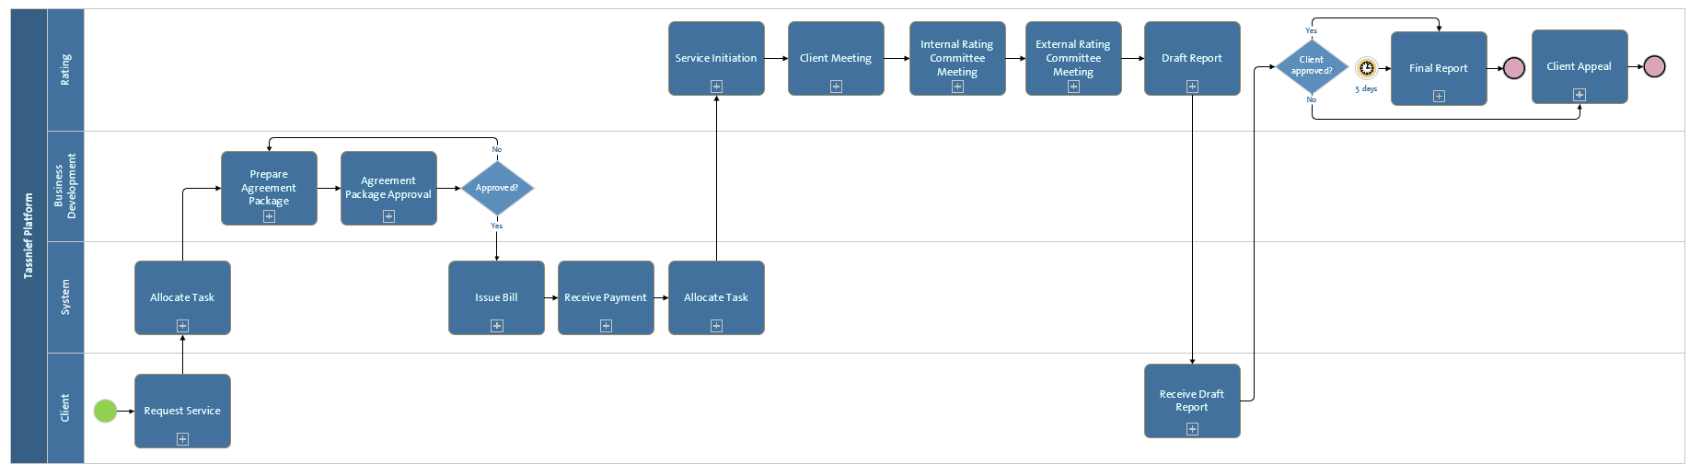 Tassnief Platform
Rating
Service Initiation
Client Meeting
Internal Rating
Committee
Meeting
External Rating
Committee
Meeting
Draft Report
Yes
Client
approved?
No
5 days
Final Report
Client Appeal
Business
Development
Prepare
Agreement
Package
Agreement
Package Approval
No
Approved?
Yes
System
Allocate Task
Issue Bill
Receive Payment
Allocate Task
Client
Request Service
Receive Draft
Report